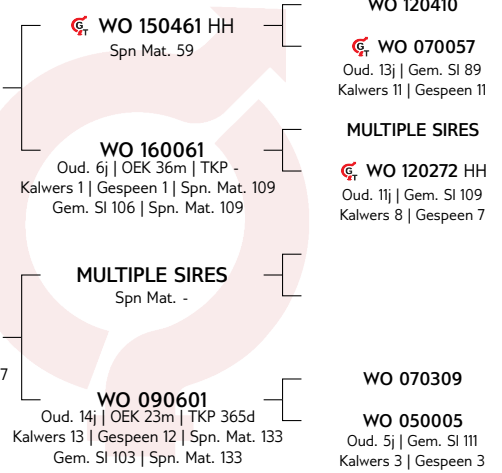 WO 150461 HH
Spn Mat. 59
WO 160061
Oud. 6j | OEK 36m | TKP -
Kalwers 1 | Gespeen 1 | Spn. Mat. 109
Gem. SI 106 | Spn. Mat. 109
MULTIPLE SIRES
Spn Mat. -
7
WO 090601
Oud. 14j | OEK 23m | TKP 365d
Kalwers 13 | Gespeen 12 | Spn. Mat. 133
Gem. SI 103 | Spn. Mat. 133
WO 120410
GT WO 070057
Oud. 13j | Gem. SI 89
Kalwers 11 | Gespeen 11
MULTIPLE SIRES
GT WO 120272 HH
Oud. 11j | Gem. SI 109
Kalwers 8 | Gespeen 7
WO 070309
WO 050005
Oud. 5j | Gem. SI 111
Kalwers 3 | Gespeen 3